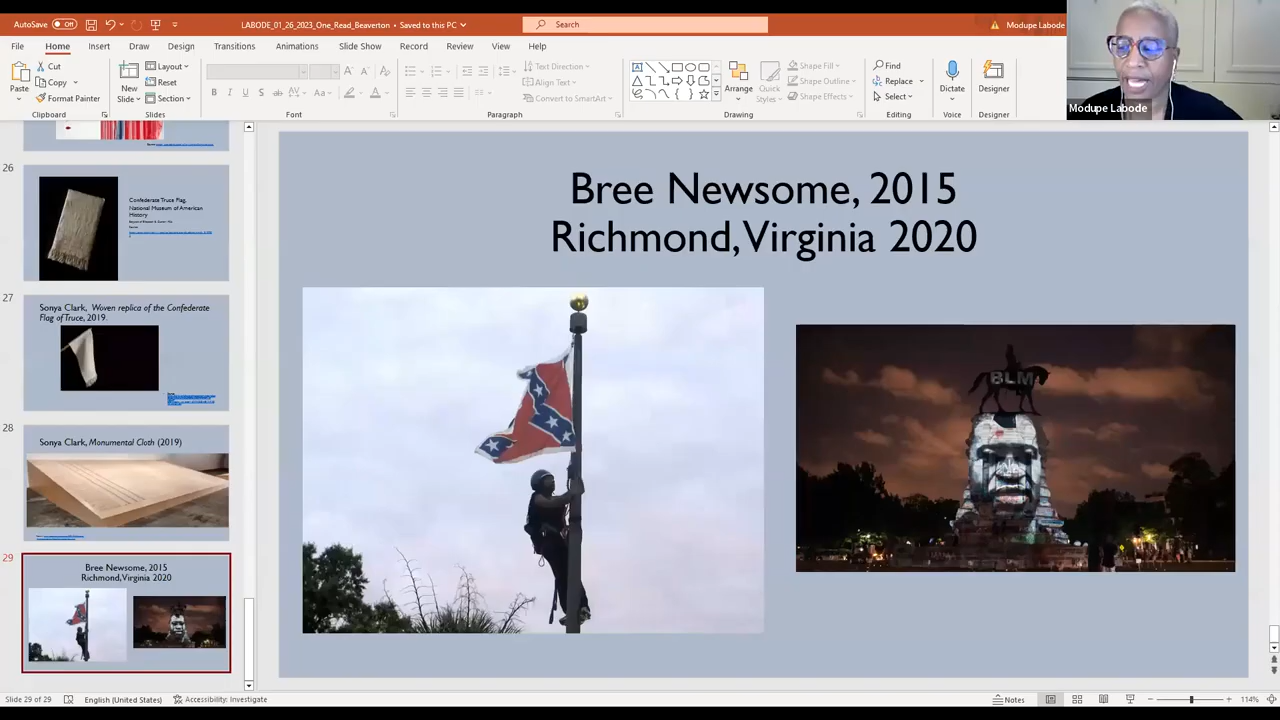 AutoSave
Off
LABODE_01_26_2023_One_Read_Beaverton • Saved to this PC
Search
Modupe Labode
File
Home
Insert
Draw
Design
Transitions
Animations
Slide Show
Record
Review
View
Help
Paste
Cut
Copy
Format Painter
Clipboard
New
Slide
Layout
Reset
Section
Slides
Font
Text Direction
Align Text
Convert to SmartArt
Paragraph
Arrange
Quick
Styles
Shape Fill
Shape Outline
Shape Effects
Drawing
Find
Replace
Select
Editing
Dictate
Voice
Designer
Designer
Modupe Labode
26
Confederate Truce Flag,
National Museum of American
History
27
Sonya Clark, Woven replica of the Confederate
Flag of Truce, 2019.
28
Sonya Clark, Monumental Cloth (2019)
29
Bree Newsome, 2015
Richmond, Virginia 2020
Bree Newsome, 2015
Richmond, Virginia 2020
BLM
Slide 29 of 29
English (United States)
Accessibility: Investigate
Notes
114%